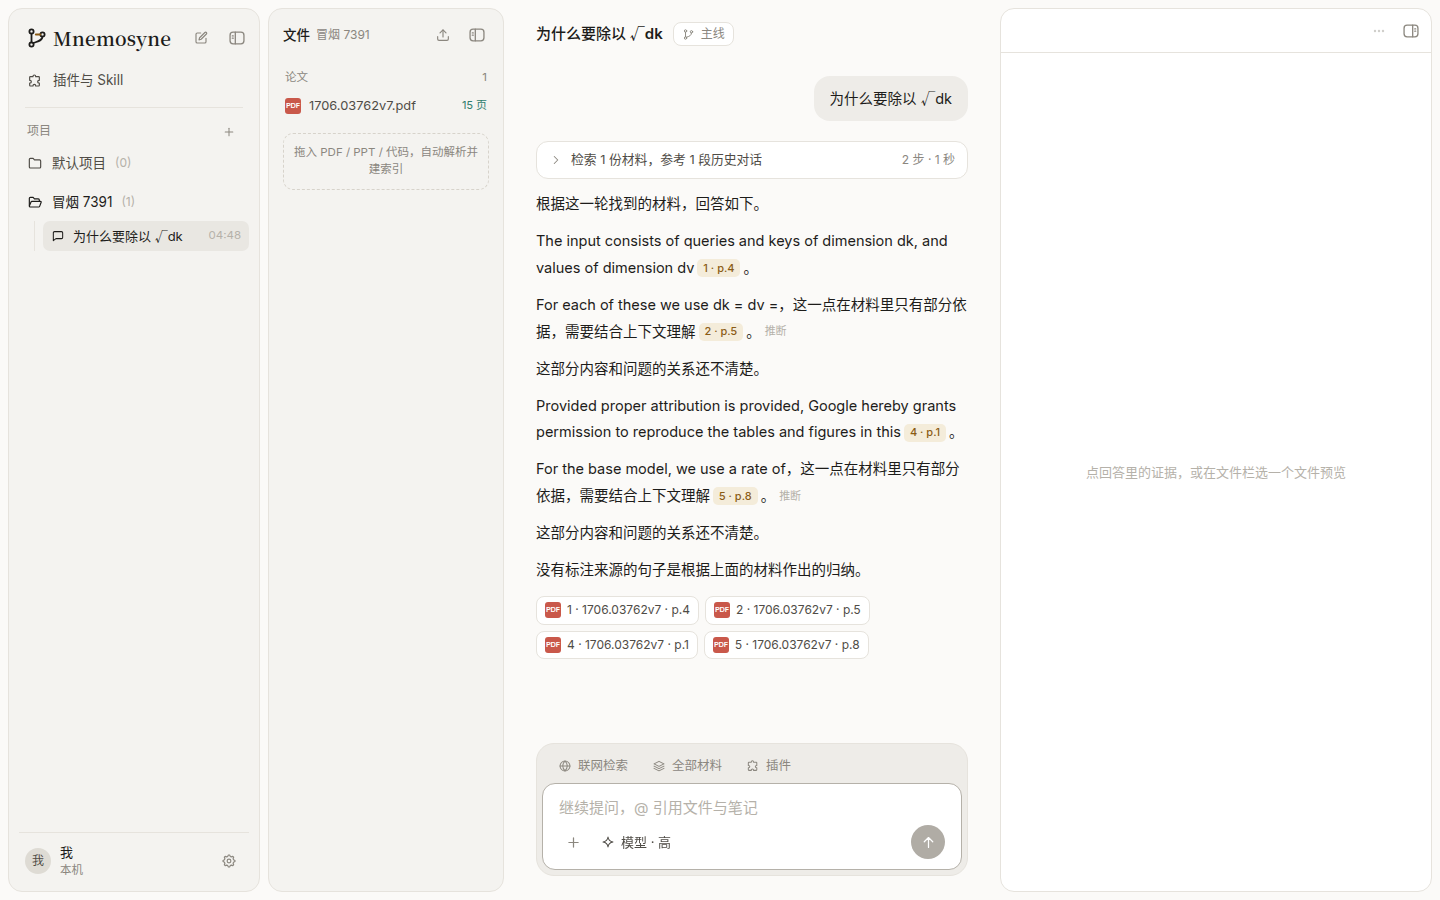 Mnemosyne
插件与 Skill
项目
默认项目 (0)
冒烟 7391 (1)
为什么要除以 √dk 04:48
我
我
本机
文件 冒烟 7391
论文 1
PDF 1706.03762v7.pdf 15 页
拖入 PDF / PPT / 代码，自动解析并
建索引
为什么要除以 √dk 主线
为什么要除以 √dk
检索 1 份材料，参考 1 段历史对话 2 步 · 1 秒
根据这一轮找到的材料，回答如下。
The input consists of queries and keys of dimension dk, and
values of dimension dv 1 · p.4 。
For each of these we use dk = dv =，这一点在材料里只有部分依
据，需要结合上下文理解 2 · p.5 。 推断
这部分内容和问题的关系还不清楚。
Provided proper attribution is provided, Google hereby grants
permission to reproduce the tables and figures in this 4 · p.1 。
For the base model, we use a rate of，这一点在材料里只有部分
依据，需要结合上下文理解 5 · p.8 。 推断
这部分内容和问题的关系还不清楚。
没有标注来源的句子是根据上面的材料作出的归纳。
PDF 1 · 1706.03762v7 · p.4 PDF 2 · 1706.03762v7 · p.5
PDF 4 · 1706.03762v7 · p.1 PDF 5 · 1706.03762v7 · p.8
联网检索 全部材料 插件
继续提问，@ 引用文件与笔记
模型 · 高
点回答里的证据，或在文件栏选一个文件预览